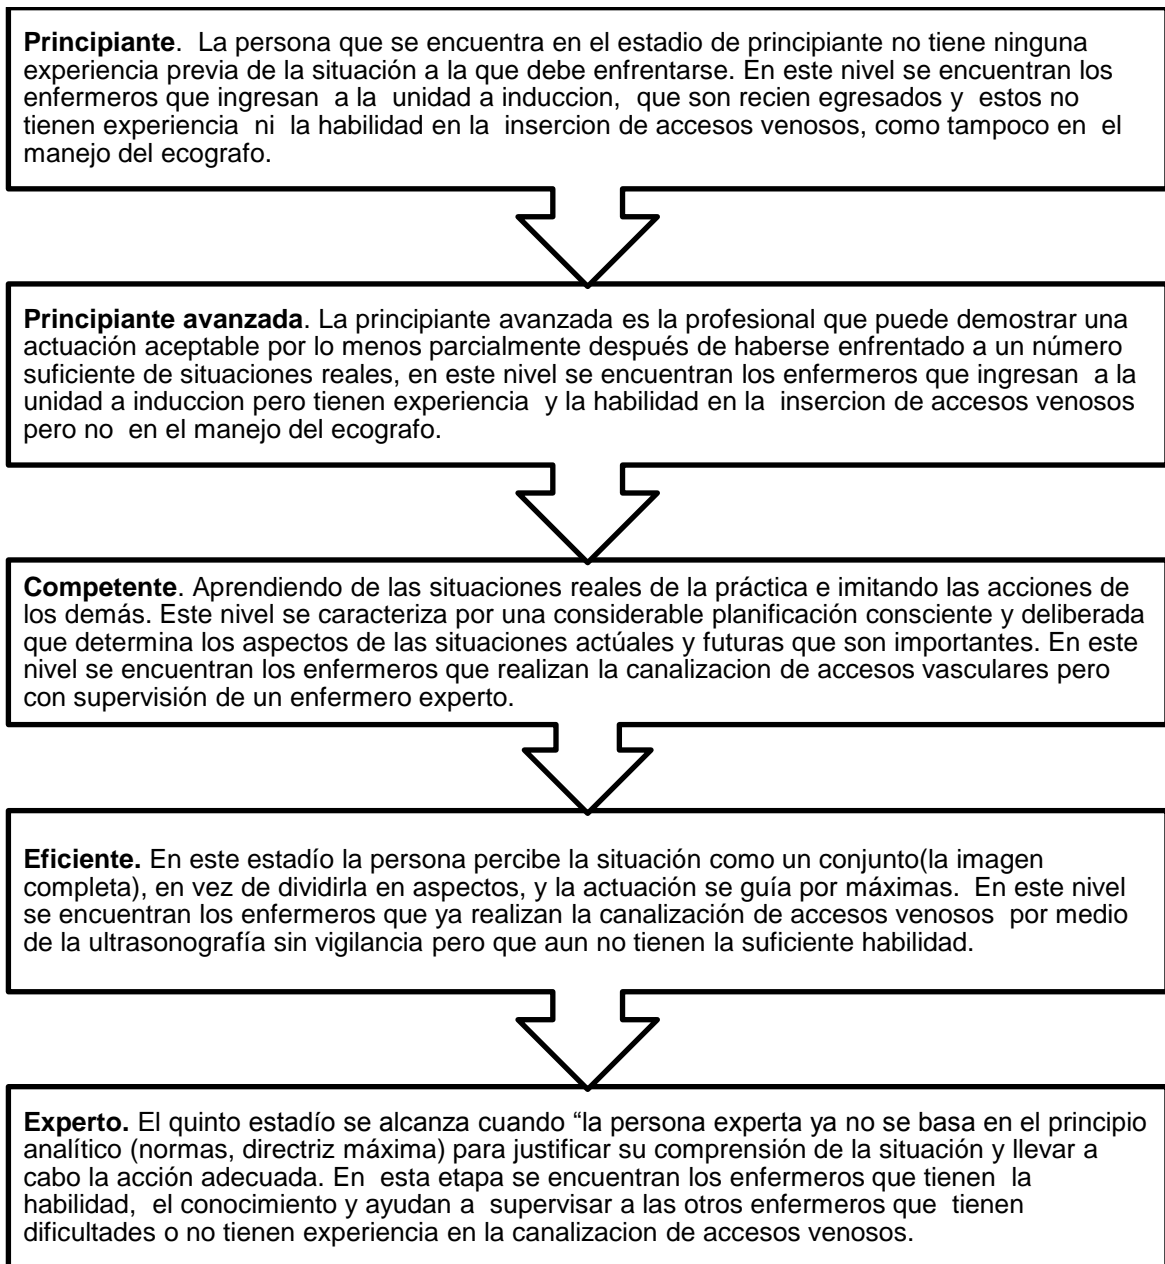 Principiante.  La persona que se encuentra en el estadio de principiante no tiene ninguna
experiencia previa de la situación a la que debe enfrentarse. En este nivel se encuentran los
enfermeros que ingresan  a la  unidad a induccion,  que son recien egresados y  estos no
tienen experiencia  ni  la habilidad en la  insercion de accesos venosos, como tampoco en  el
manejo del ecografo.
Principiante avanzada. La principiante avanzada es la profesional que puede demostrar una
actuación aceptable por lo menos parcialmente después de haberse enfrentado a un número
suficiente de situaciones reales, en este nivel se encuentran los enfermeros que ingresan  a la
unidad a induccion pero tienen experiencia  y la habilidad en la  insercion de accesos venosos
pero no  en el manejo del ecografo.
Competente. Aprendiendo de las situaciones reales de la práctica e imitando las acciones de
los demás. Este nivel se caracteriza por una considerable planificación consciente y deliberada
que determina los aspectos de las situaciones actúales y futuras que son importantes. En este
nivel se encuentran los enfermeros que realizan la canalizacion de accesos vasculares pero
con supervisión de un enfermero experto.
Eficiente. En este estadío la persona percibe la situación como un conjunto(la imagen
completa), en vez de dividirla en aspectos, y la actuación se guía por máximas.  En este nivel
se encuentran los enfermeros que ya realizan la canalización de accesos venosos  por medio
de la ultrasonografía sin vigilancia pero que aun no tienen la suficiente habilidad.
Experto. El quinto estadío se alcanza cuando “la persona experta ya no se basa en el principio
analítico (normas, directriz máxima) para justificar su comprensión de la situación y llevar a
cabo la acción adecuada. En  esta etapa se encuentran los enfermeros que tienen  la
habilidad,  el conocimiento y ayudan a  supervisar a las otros enfermeros que  tienen
dificultades o no tienen experiencia en la canalizacion de accesos venosos.